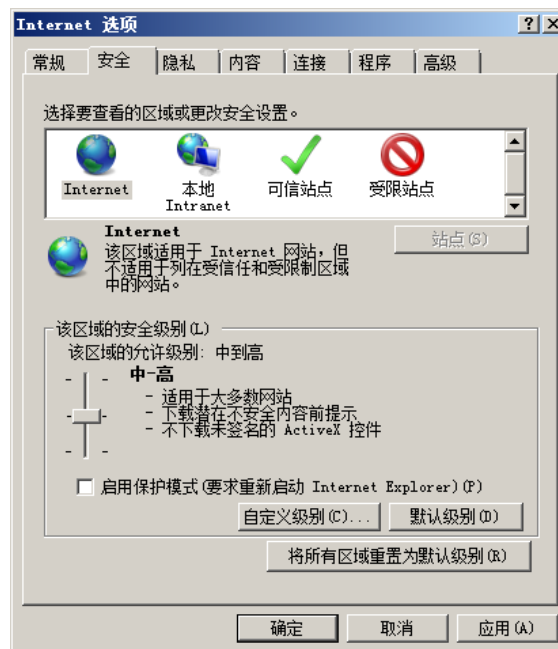 Internet 选项
常规 安全 隐私 内容 连接 程序 高级
选择要查看的区域或更改安全设置。
Internet 本地 可信站点 受限站点
Intranet
Internet
站点(S)
该区域适用于 Internet 网站，但
不适用于列在受信任和受限制区域
中的网站。
该区域的安全级别(L)
该区域的允许级别: 中到高
中-高
- 适用于大多数网站
- 下载潜在不安全内容前提示
- 不下载未签名的 ActiveX 控件
启用保护模式(要求重新启动 Internet Explorer)(P)
自定义级别(C)... 默认级别(D)
将所有区域重置为默认级别(R)
确定 取消 应用(A)